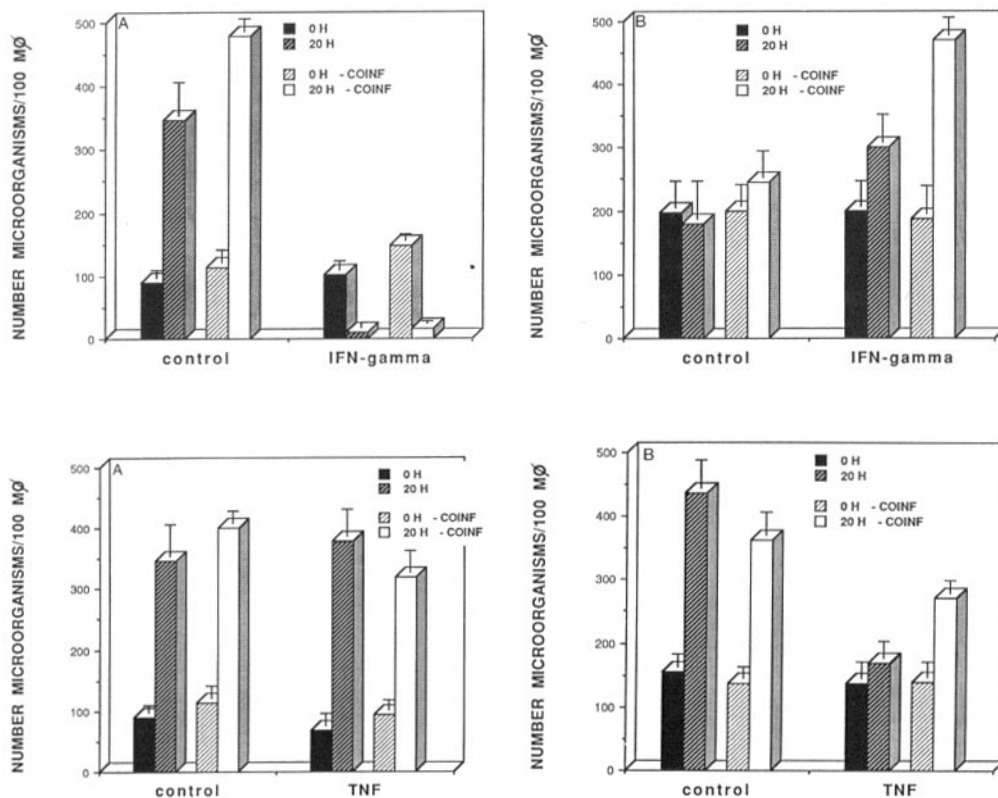 NUMBER MICROORGANISMS/100 MØ
A
500
400
300
200
100
0
0 H
20 H
0 H - COINF
20 H - COINF
control
IFN-gamma
NUMBER MICROORGANISMS/100 MØ
B
500
400
300
200
100
0
0 H
20 H
0 H - COINF
20 H - COINF
control
IFN-gamma
NUMBER MICROORGANISMS/100 MØ
A
500
400
300
200
100
0
0 H
20 H
0 H - COINF
20 H - COINF
control
TNF
NUMBER MICROORGANISMS/100 MØ
B
500
400
300
200
100
0
0 H
20 H
0 H - COINF
20 H - COINF
control
TNF